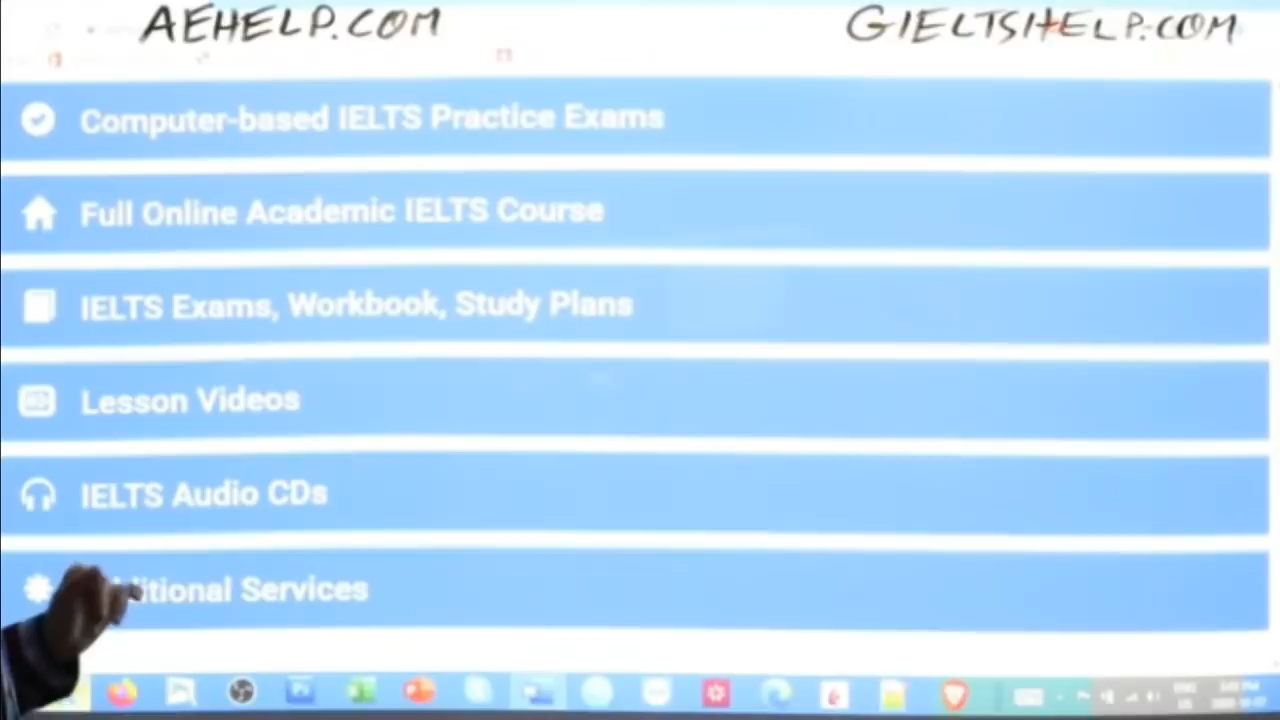 AEHELP.COM
GIELTSHELP.COM
Computer-based IELTS Practice Exams
Full Online Academic IELTS Course
IELTS Exams, Workbook, Study Plans
Lesson Videos
IELTS Audio CDs
Services